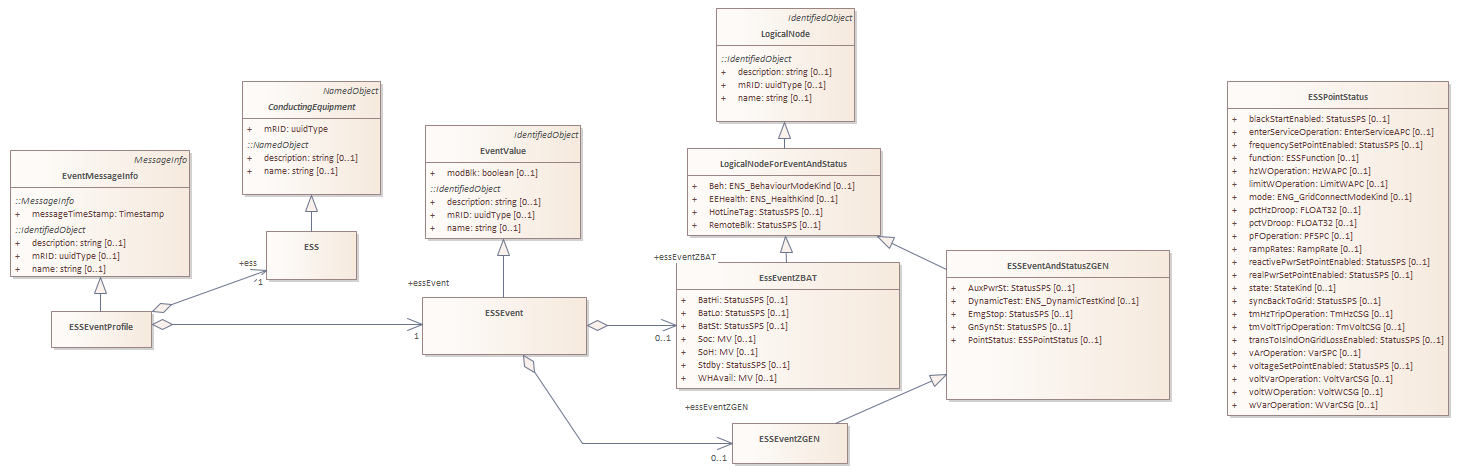 IdentifiedObject
LogicalNode
::IdentifiedObject
+ description: string [0..1]
+ mRID: uuidType [0..1]
+ name: string [0..1]
NamedObject
ConductingEquipment
+ mRID: uuidType
::NamedObject
+ description: string [0..1]
+ name: string [0..1]
ESSPointStatus
+ blackStartEnabled: StatusSPS [0..1]
+ enterServiceOperation: EnterServiceAPC [0..1]
+ frequencySetPointEnabled: StatusSPS [0..1]
+ function: ESSFunction [0..1]
+ hzWOperation: HzWAPC [0..1]
+ limitWOperation: LimitWAPC [0..1]
+ mode: ENG_GridConnectModeKind [0..1]
+ pctHzDroop: FLOAT32 [0..1]
+ pctVDroop: FLOAT32 [0..1]
+ pFOperation: PFSPC [0..1]
+ rampRates: RampRate [0..1]
+ reactivePwrSetPointEnabled: StatusSPS [0..1]
+ realPwrSetPointEnabled: StatusSPS [0..1]
+ state: StateKind [0..1]
+ syncBackToGrid: StatusSPS [0..1]
+ tmHzTripOperation: TmHzCSG [0..1]
+ tmVoltTripOperation: TmVoltCSG [0..1]
+ transToIslndOnGridLossEnabled: StatusSPS [0..1]
+ vArOperation: VarSPC [0..1]
+ voltageSetPointEnabled: StatusSPS [0..1]
+ voltVarOperation: VoltVarCSG [0..1]
+ voltWOperation: VoltWCSG [0..1]
+ wVarOperation: WVarCSG [0..1]
IdentifiedObject
EventValue
+ modBlk: boolean [0..1]
::IdentifiedObject
+ description: string [0..1]
+ mRID: uuidType [0..1]
+ name: string [0..1]
MessageInfo
EventMessageInfo
::MessageInfo
+ messageTimeStamp: Timestamp
::IdentifiedObject
+ description: string [0..1]
+ mRID: uuidType [0..1]
+ name: string [0..1]
LogicalNodeForEventAndStatus
+ Beh: ENS_BehaviourModeKind [0..1]
+ EEHealth: ENS_HealthKind [0..1]
+ HotLineTag: StatusSPS [0..1]
+ RemoteBlk: StatusSPS [0..1]
ESS
+ess
1
+essEventZBAT
EssEventZBAT
+ BatHi: StatusSPS [0..1]
+ BatLo: StatusSPS [0..1]
+ BatSt: StatusSPS [0..1]
+ Soc: MV [0..1]
+ SoH: MV [0..1]
+ Stdby: StatusSPS [0..1]
+ WHAvail: MV [0..1]
ESSEventAndStatusZGEN
+ AuxPwrSt: StatusSPS [0..1]
+ DynamicTest: ENS_DynamicTestKind [0..1]
+ EmgStop: StatusSPS [0..1]
+ GnSynSt: StatusSPS [0..1]
+ PointStatus: ESSPointStatus [0..1]
+essEvent
ESSEvent
ESSEventProfile
1
0..1
+essEventZGEN
ESSEventZGEN
0..1